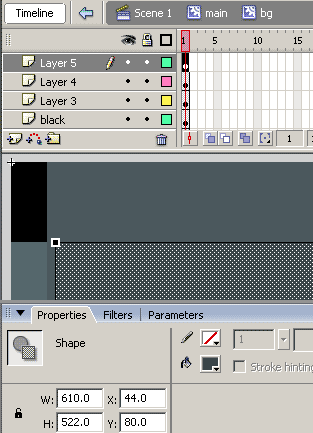 Timeline Scene 1 main bg
1 5 10 15
Layer 5
Layer 4
Layer 3
black
1
Properties Filters Parameters
Shape
1
Stroke hinting
W: 610.0 X: 44.0
H: 522.0 Y: 80.0